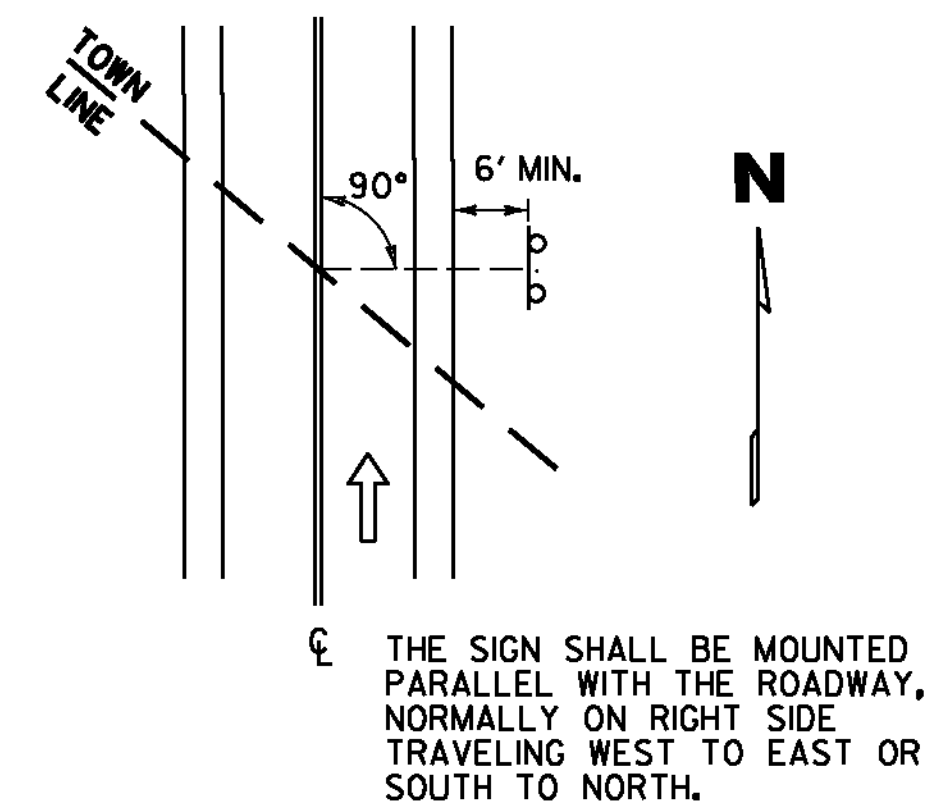 TOWN
LINE
90°
6' MIN.
N
℄ THE SIGN SHALL BE MOUNTED
PARALLEL WITH THE ROADWAY,
NORMALLY ON RIGHT SIDE
TRAVELING WEST TO EAST OR
SOUTH TO NORTH.